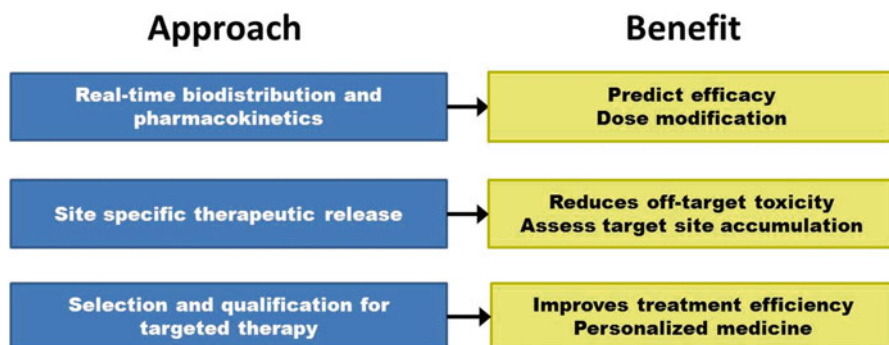 Approach
Benefit
Real-time biodistribution and
pharmacokinetics
Predict efficacy
Dose modification
Site specific therapeutic release
Reduces off-target toxicity
Assess target site accumulation
Selection and qualification for
targeted therapy
Improves treatment efficiency
Personalized medicine